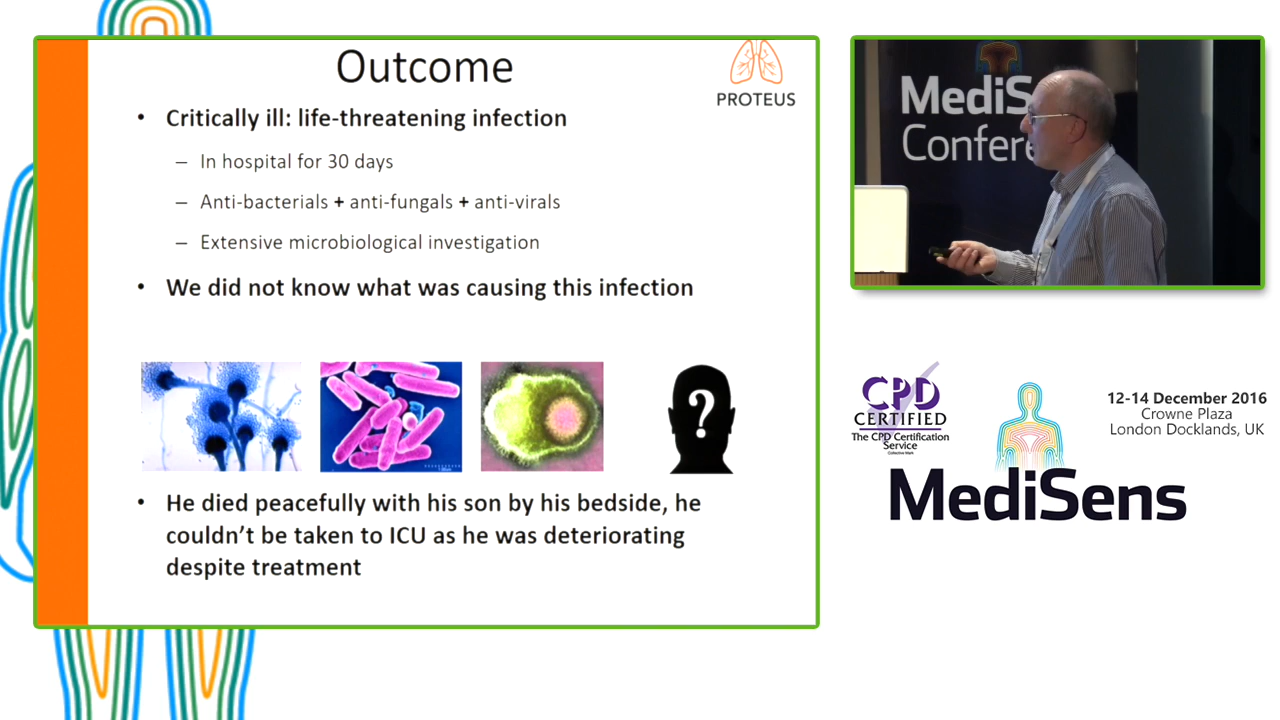 Outcome
PROTEUS
• Critically ill: life-threatening infection
– In hospital for 30 days
– Anti-bacterials + anti-fungals + anti-virals
– Extensive microbiological investigation
• We did not know what was causing this infection
?
• He died peacefully with his son by his bedside, he
couldn’t be taken to ICU as he was deteriorating
despite treatment
MediS
Confere
CPD
CERTIFIED
The CPD Certification
Service
Collective Mark
12-14 December 2016
Crowne Plaza
London Docklands, UK
MediSens